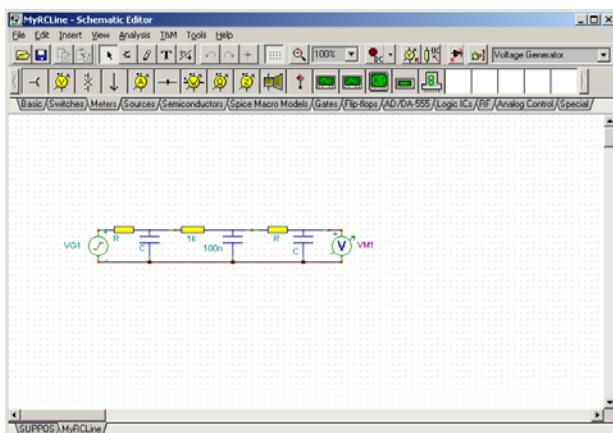 MyRCLine - Schematic Editor
File Edit Insert View Analysis T&M Tools Help
100% Voltage Generator
Basic Switches Meters Sources Semiconductors Spice Macro Models Gates Flip-flops AD/DA-555 Logic ICs RF Analog Control Special
R 1k R
VG1 C 100n C V VM1
SUPPOS MyRCLine